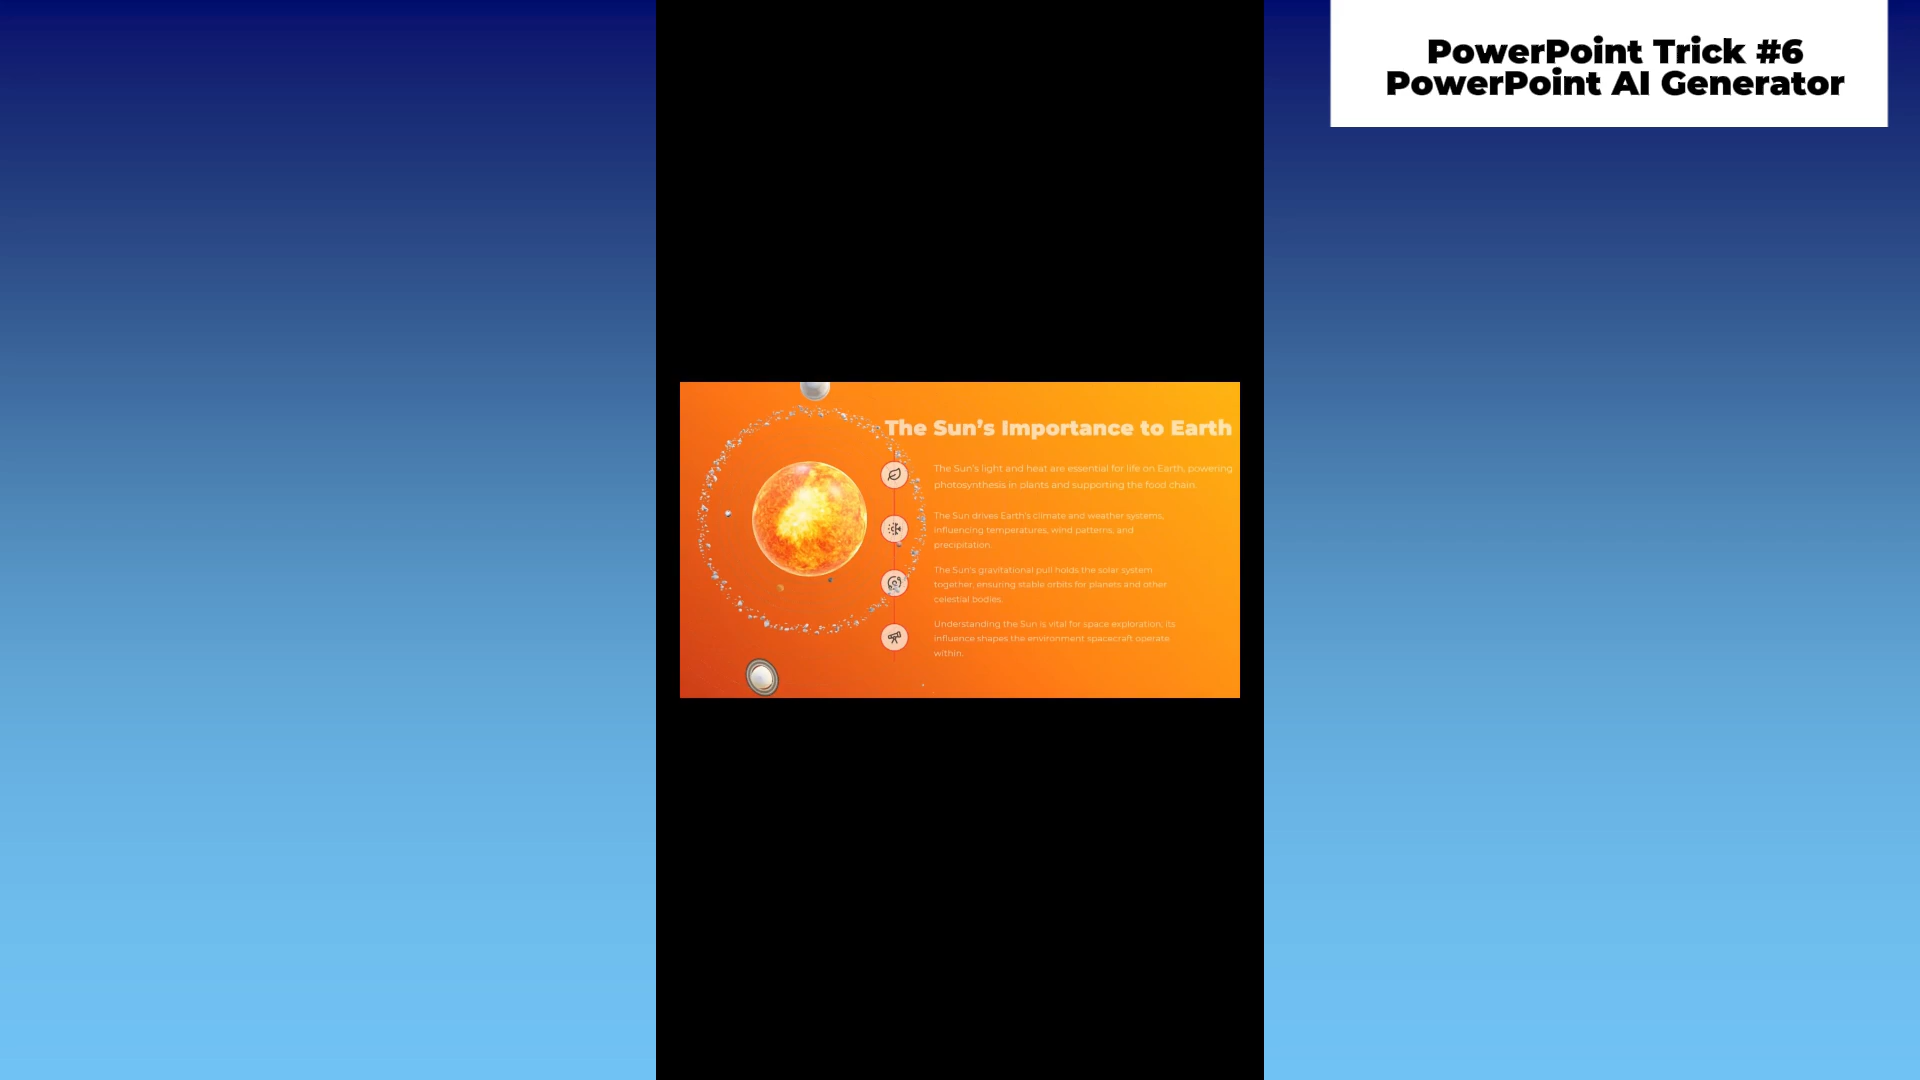 PowerPoint Trick #6
PowerPoint AI Generator
The Sun's Importance to Earth
The Sun's light and heat are essential for life on Earth, powering
photosynthesis in plants and supporting the food chain.
The Sun drives Earth's climate and weather systems,
influencing temperatures, wind patterns, and
precipitation.
The Sun's gravitational pull holds the solar system
together, ensuring stable orbits for planets and other
celestial bodies.
Understanding the Sun is vital for space exploration; its
influence shapes the environment spacecraft operate
within.